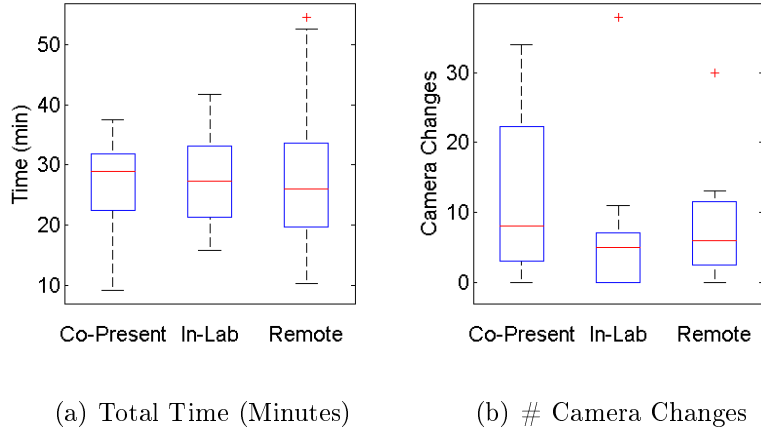 50
40
30
20
10
Time (min)
Co-Present In-Lab Remote
(a) Total Time (Minutes)
30
20
10
0
Camera Changes
Co-Present In-Lab Remote
(b) # Camera Changes